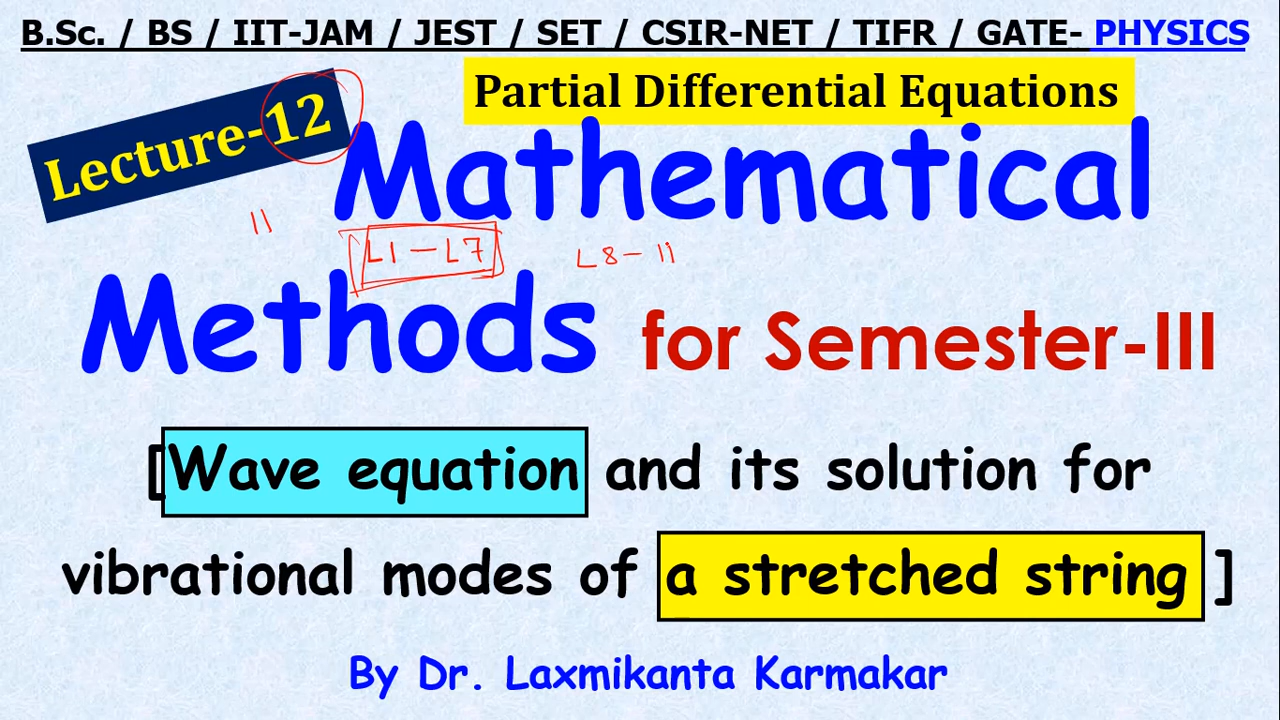 B.Sc. / BS / IIT-JAM / JEST / SET / CSIR-NET / TIFR / GATE- PHYSICS
Partial Differential Equations
Lecture-12
Mathematical
11
L1 - L7
L8 - 11
Methods for Semester-III
[Wave equation and its solution for
vibrational modes of a stretched string ]
By Dr. Laxmikanta Karmakar